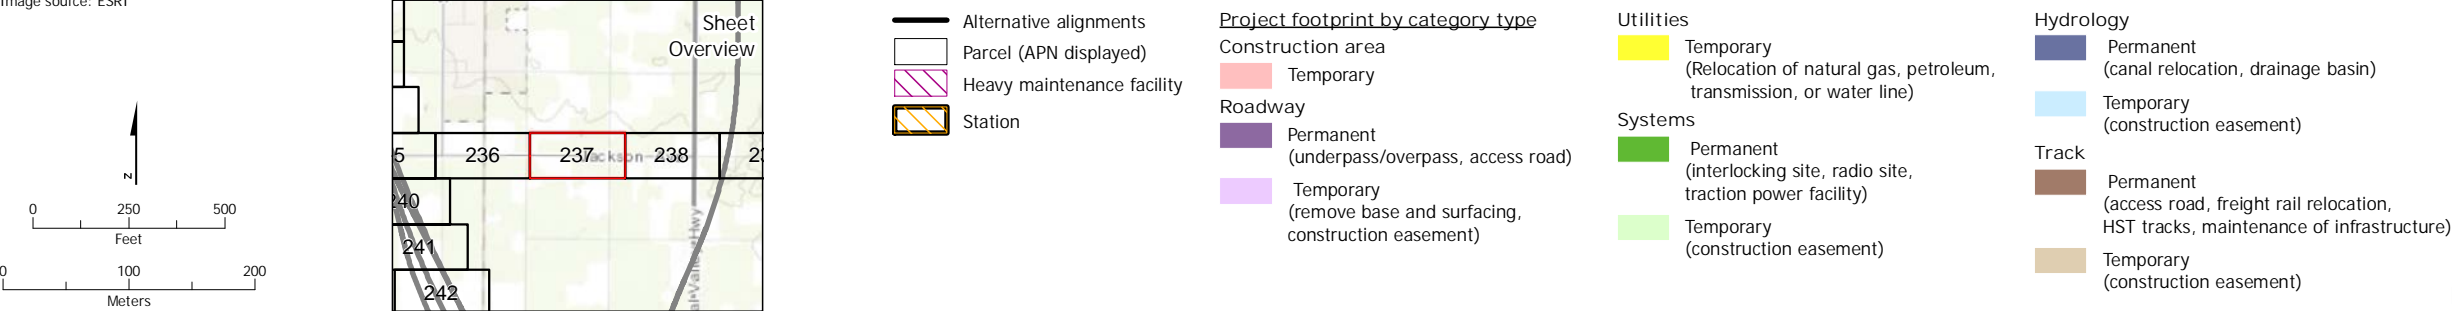 Image source: ESRI
N
0 250 500
Feet
0 100 200
Meters
Sheet
Overview
5 236 237 238
Jackson
240
241
242
Alternative alignments
Parcel (APN displayed)
Heavy maintenance facility
Station
Project footprint by category type
Construction area
Temporary
Roadway
Permanent
(underpass/overpass, access road)
Temporary
(remove base and surfacing,
construction easement)
Utilities
Temporary
(Relocation of natural gas, petroleum,
transmission, or water line)
Systems
Permanent
(interlocking site, radio site,
traction power facility)
Temporary
(construction easement)
Hydrology
Permanent
(canal relocation, drainage basin)
Temporary
(construction easement)
Track
Permanent
(access road, freight rail relocation,
HST tracks, maintenance of infrastructure)
Temporary
(construction easement)